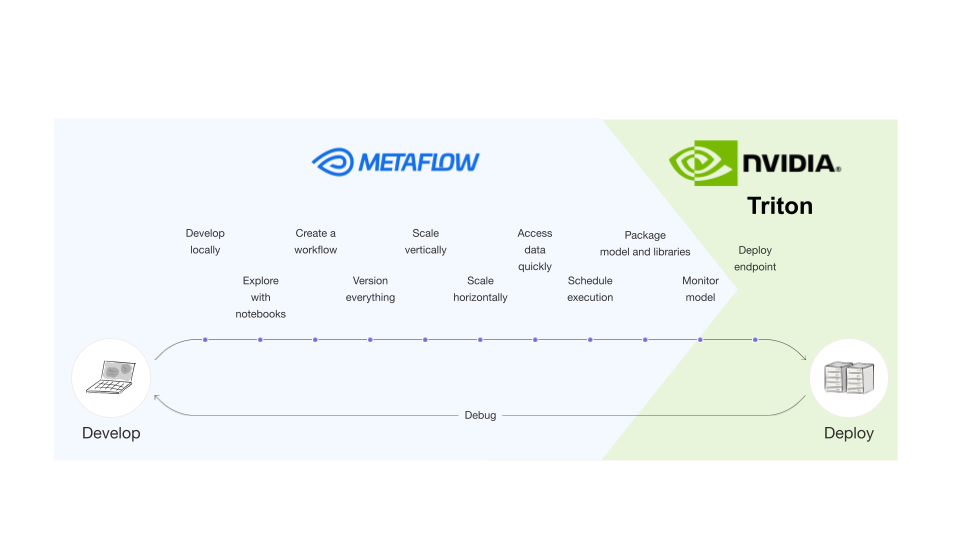 METAFLOW
NVIDIA®
Triton
Develop
locally
Explore
with
notebooks
Create a
workflow
Version
everything
Scale
vertically
Scale
horizontally
Access
data
quickly
Schedule
execution
Package
model and libraries
Monitor
model
Deploy
endpoint
Debug
Develop
Deploy